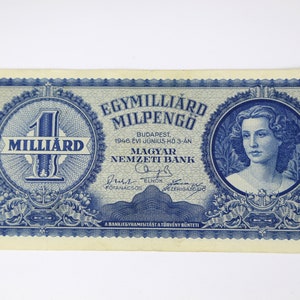 EGYMILLIÁRD
MILPENGŐ
BUDAPEST,
1946. ÉVI JÚNIUS HÓ 3-ÁN
MAGYAR
NEMZETI BANK
1
MILLIÁRD
FŐTANÁCSOS
ELNÖK
VEZÉRIGAZGATÓ
A BANKJEGYHAMISÍTÁST A TÖRVÉNY BÜNTETI